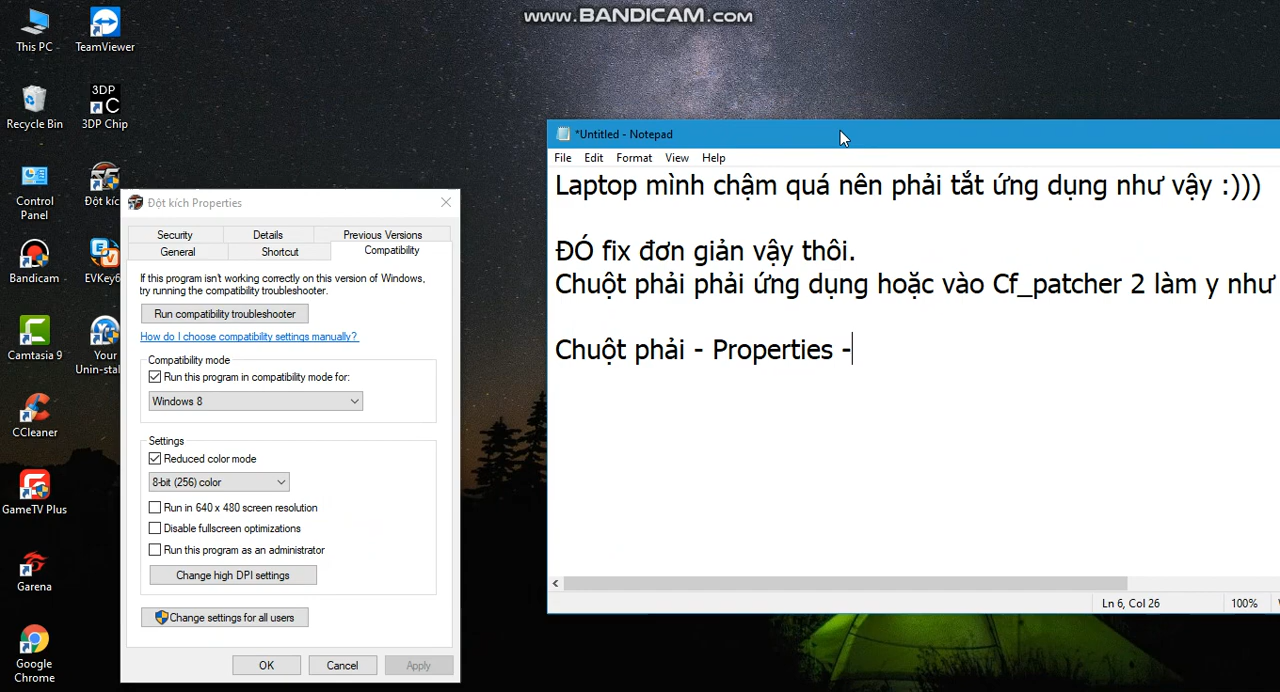 www.BANDICAM.com
This PC
TeamViewer
Recycle Bin
3DP
C
3DP Chip
Control
Panel
Đột kíc
Bandicam
EVKey6
Camtasia 9
Your
Unin-stal
CCleaner
GameTV Plus
Garena
Google
Chrome
Đột kích Properties
Security
Details
Previous Versions
General
Shortcut
Compatibility
If this program isn't working correctly on this version of Windows,
try running the compatibility troubleshooter.
Run compatibility troubleshooter
How do I choose compatibility settings manually?
Compatibility mode
Run this program in compatibility mode for:
Windows 8
Settings
Reduced color mode
8-bit (256) color
Run in 640 x 480 screen resolution
Disable fullscreen optimizations
Run this program as an administrator
Change high DPI settings
Change settings for all users
OK
Cancel
Apply
*Untitled - Notepad
File Edit Format View Help
Laptop mình chậm quá nên phải tắt ứng dụng như vậy :)))
ĐÓ fix đơn giản vậy thôi.
Chuột phải phải ứng dụng hoặc vào Cf_patcher 2 làm y như
Chuột phải - Properties -
Ln 6, Col 26
100%